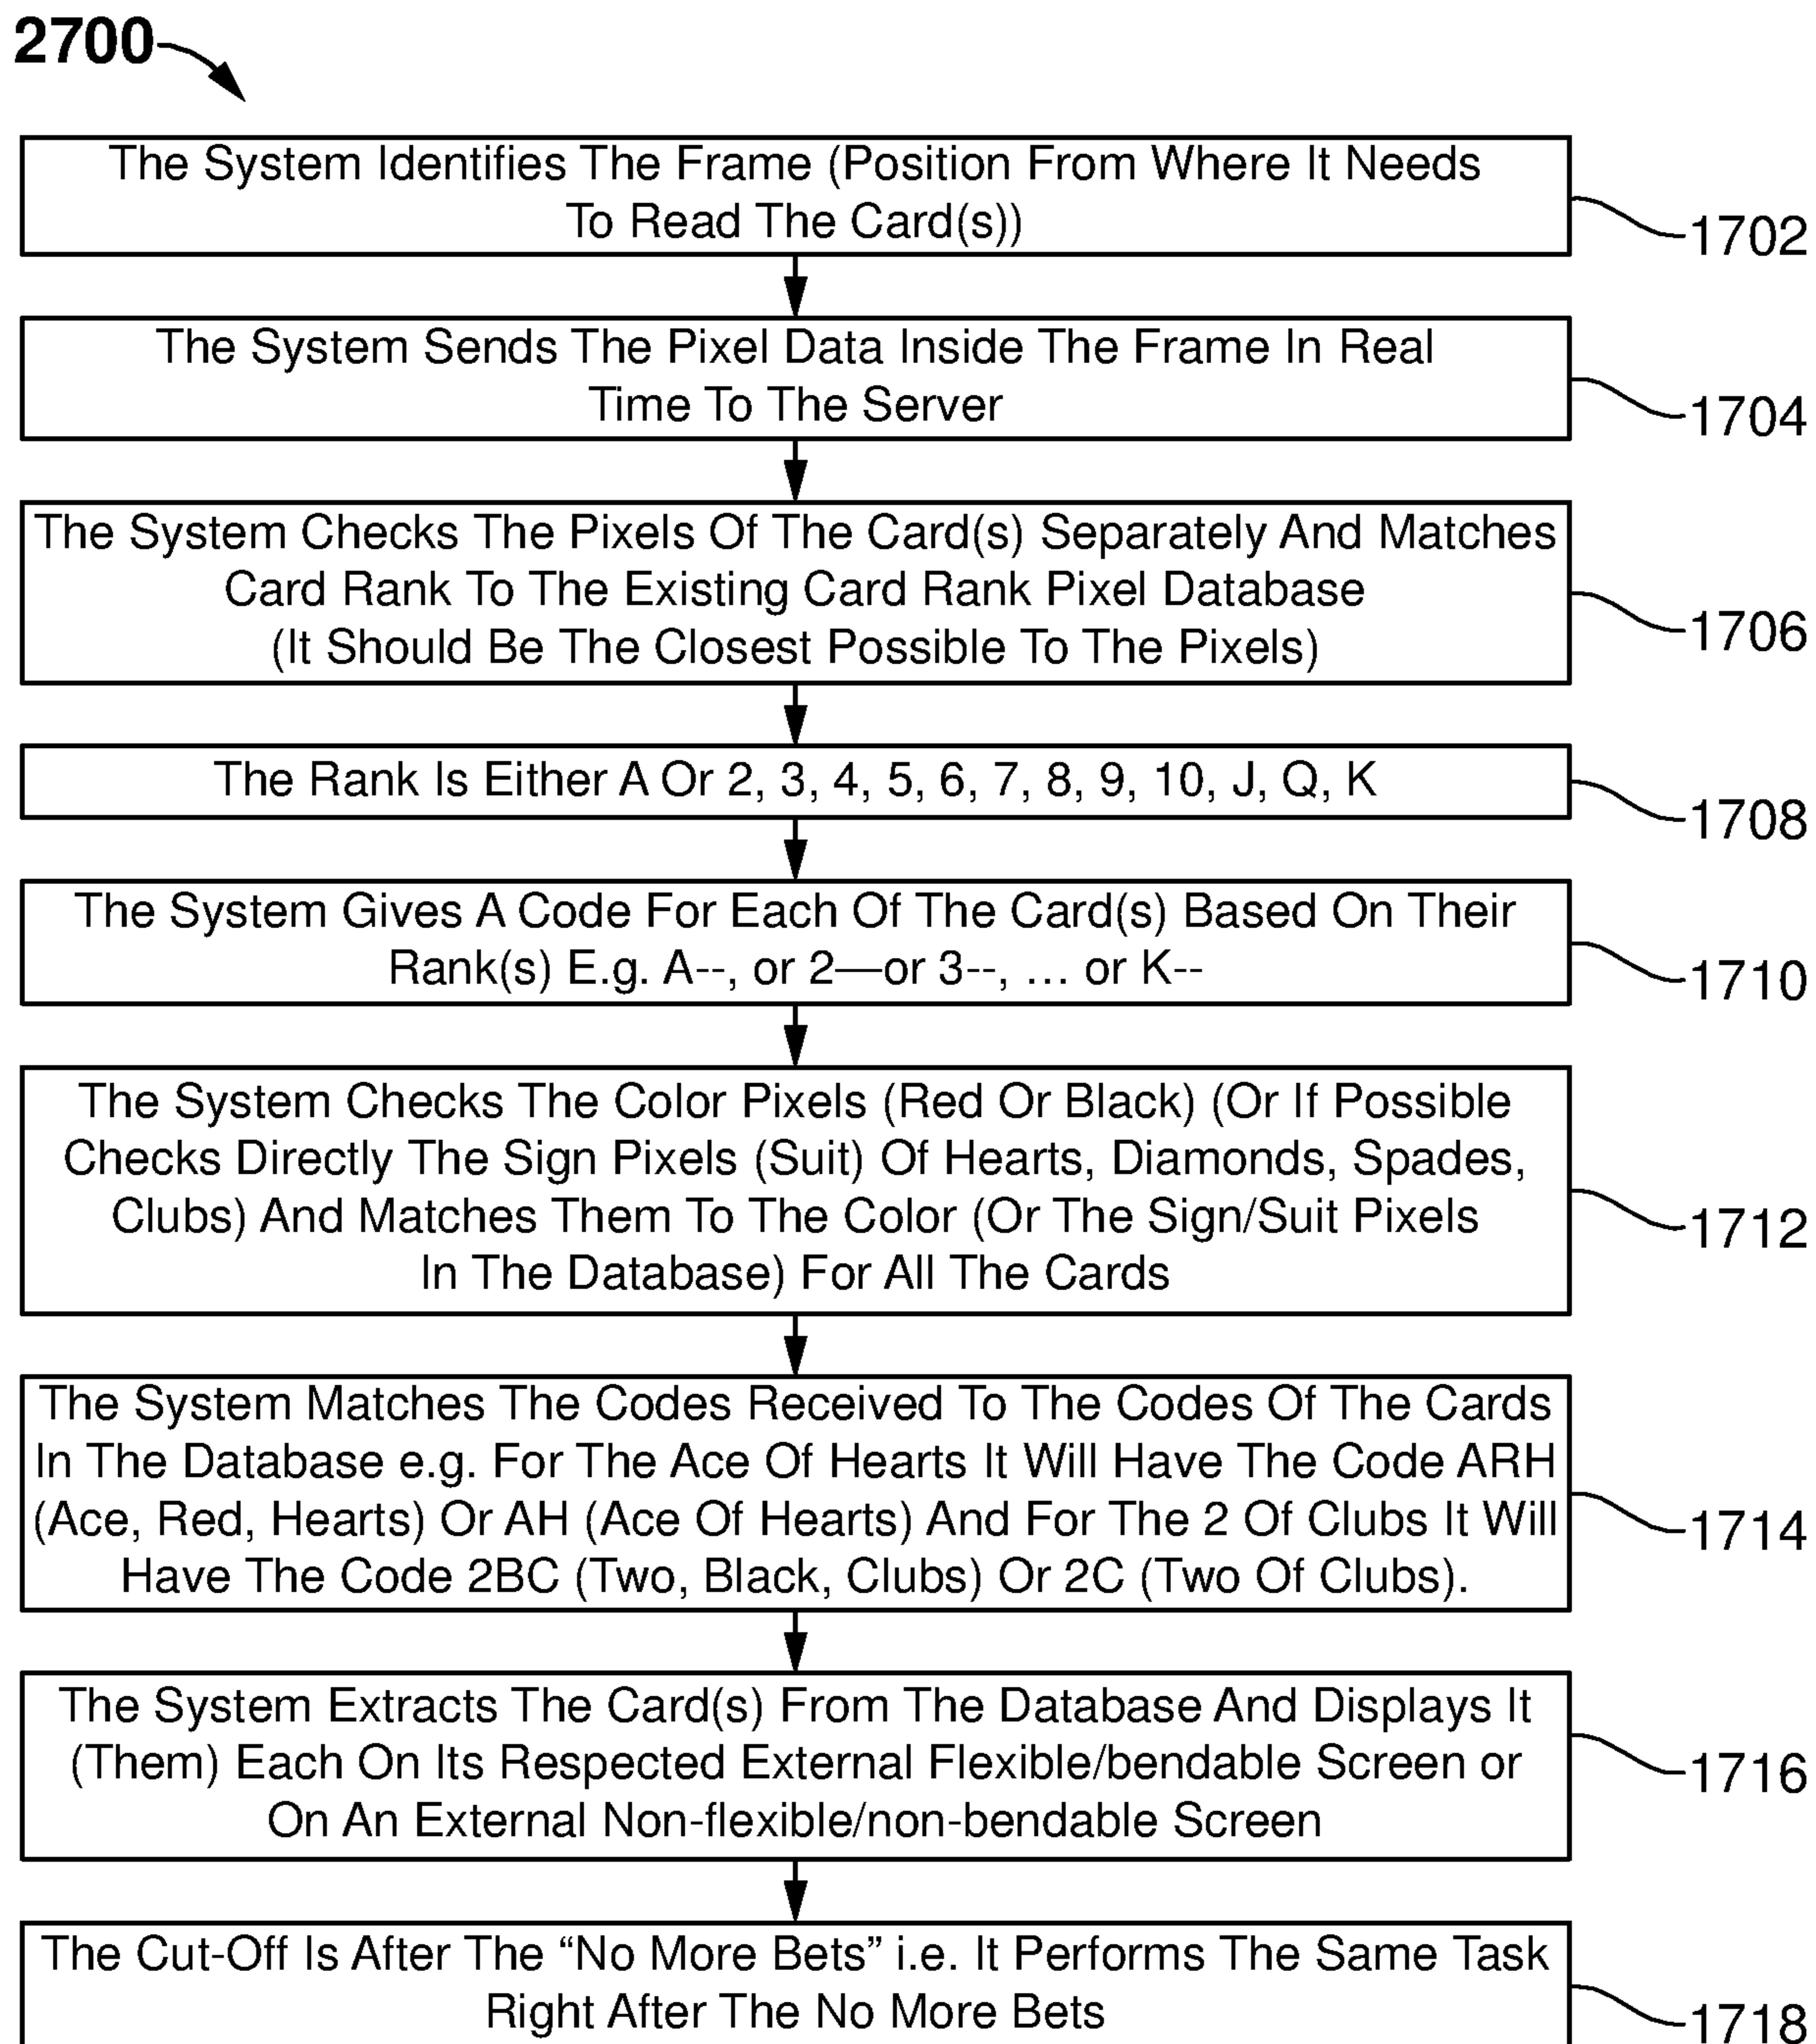 2700
The System Identifies The Frame (Position From Where It Needs
To Read The Card(s))
1702
The System Sends The Pixel Data Inside The Frame In Real
Time To The Server
1704
The System Checks The Pixels Of The Card(s) Separately And Matches
Card Rank To The Existing Card Rank Pixel Database
(It Should Be The Closest Possible To The Pixels)
1706
The Rank Is Either A Or 2, 3, 4, 5, 6, 7, 8, 9, 10, J, Q, K
1708
The System Gives A Code For Each Of The Card(s) Based On Their
Rank(s) E.g. A--, or 2—or 3--, … or K--
1710
The System Checks The Color Pixels (Red Or Black) (Or If Possible
Checks Directly The Sign Pixels (Suit) Of Hearts, Diamonds, Spades,
Clubs) And Matches Them To The Color (Or The Sign/Suit Pixels
In The Database) For All The Cards
1712
The System Matches The Codes Received To The Codes Of The Cards
In The Database e.g. For The Ace Of Hearts It Will Have The Code ARH
(Ace, Red, Hearts) Or AH (Ace Of Hearts) And For The 2 Of Clubs It Will
Have The Code 2BC (Two, Black, Clubs) Or 2C (Two Of Clubs).
1714
The System Extracts The Card(s) From The Database And Displays It
(Them) Each On Its Respected External Flexible/bendable Screen or
On An External Non-flexible/non-bendable Screen
1716
The Cut-Off Is After The “No More Bets” i.e. It Performs The Same Task
Right After The No More Bets
1718